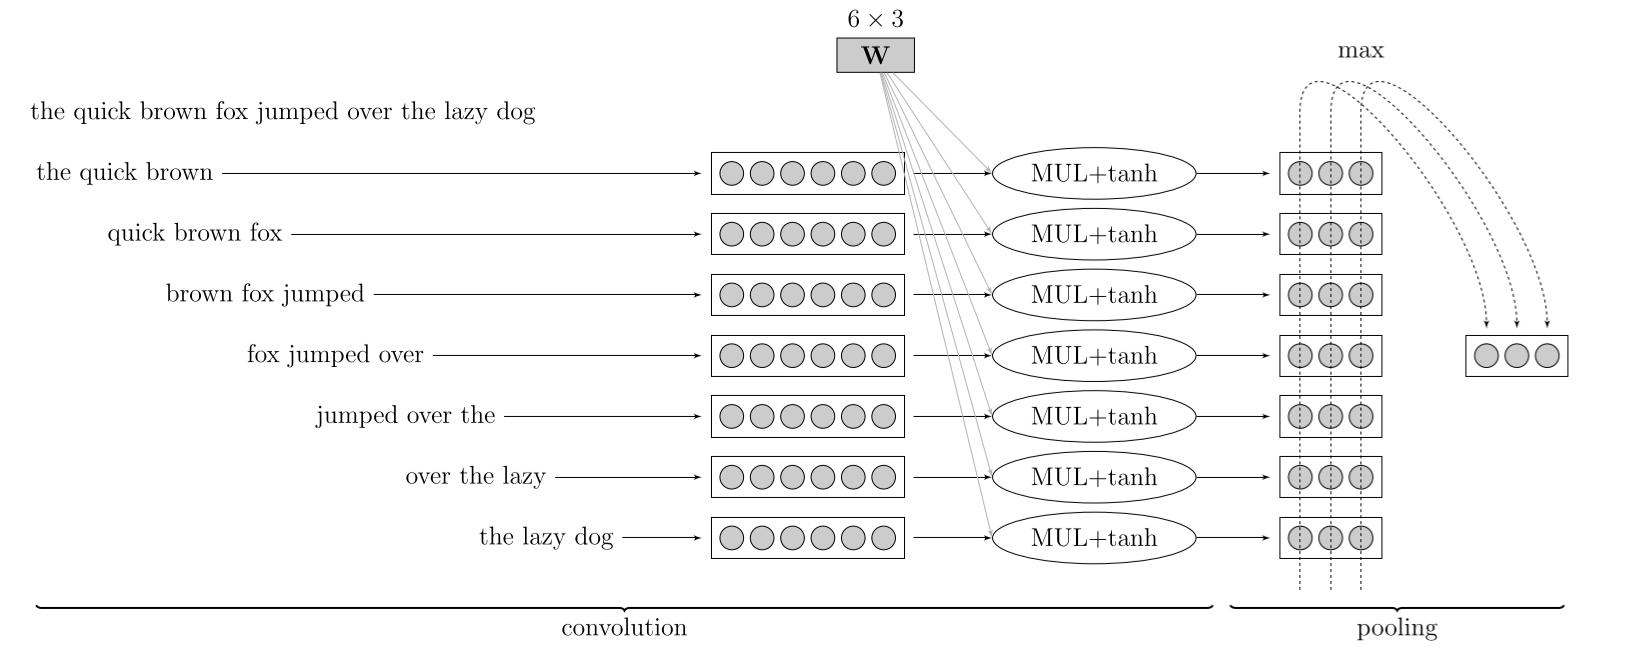 6 × 3
W
max
the quick brown fox jumped over the lazy dog
the quick brown MUL+tanh
quick brown fox MUL+tanh
brown fox jumped MUL+tanh
fox jumped over MUL+tanh
jumped over the MUL+tanh
over the lazy MUL+tanh
the lazy dog MUL+tanh
convolution pooling